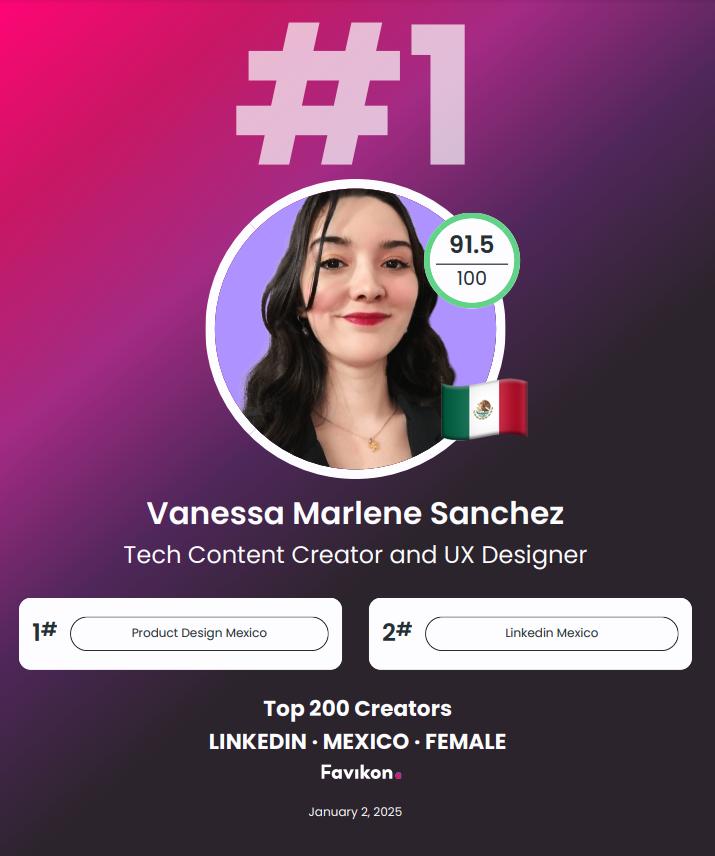 #1
91.5
100
Vanessa Marlene Sanchez
Tech Content Creator and UX Designer
1# Product Design Mexico
2# Linkedin Mexico
Top 200 Creators
LINKEDIN · MEXICO · FEMALE
Favikon.
January 2, 2025